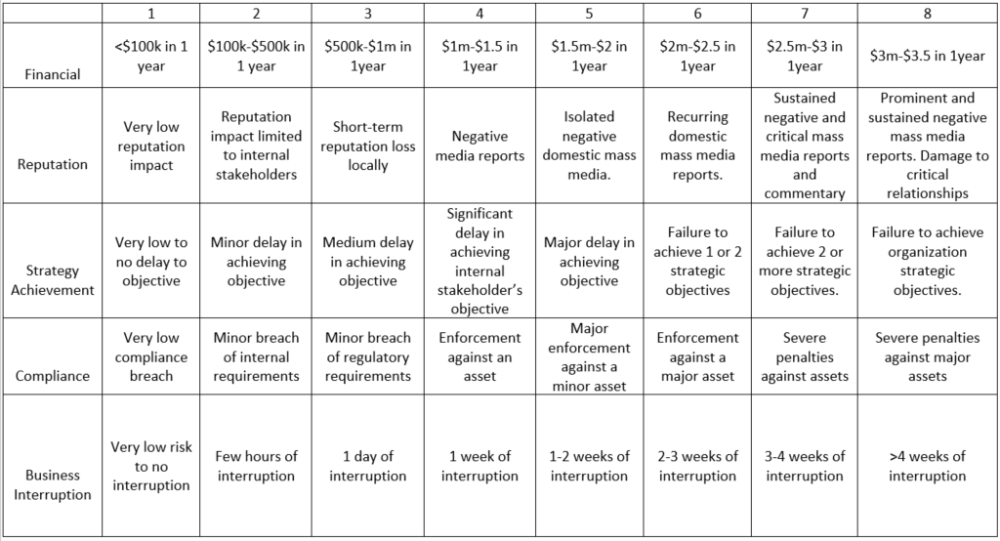 1 2 3 4 5 6 7 8
Financial
<$100k in 1
year
$100k-$500k in
1 year
$500k-$1m in
1year
$1m-$1.5 in
1year
$1.5m-$2 in
1year
$2m-$2.5 in
1year
$2.5m-$3 in
1year
$3m-$3.5 in 1year
Reputation
Very low
reputation
impact
Reputation
impact limited
to internal
stakeholders
Short-term
reputation loss
locally
Negative
media reports
Isolated
negative
domestic mass
media.
Recurring
domestic
mass media
reports.
Sustained
negative and
critical mass
media reports
and
commentary
Prominent and
sustained negative
mass media
reports. Damage to
critical
relationships
Strategy
Achievement
Very low to
no delay to
objective
Minor delay in
achieving
objective
Medium delay
in achieving
objective
Significant
delay in
achieving
internal
stakeholder’s
objective
Major delay in
achieving
objective
Failure to
achieve 1 or 2
strategic
objectives
Failure to
achieve 2 or
more strategic
objectives.
Failure to achieve
organization
strategic
objectives.
Compliance
Very low
compliance
breach
Minor breach
of internal
requirements
Minor breach
of regulatory
requirements
Enforcement
against an
asset
Major
enforcement
against a
minor asset
Enforcement
against a
major asset
Severe
penalties
against assets
Severe penalties
against major
assets
Business
Interruption
Very low risk
to no
interruption
Few hours of
interruption
1 day of
interruption
1 week of
interruption
1-2 weeks of
interruption
2-3 weeks of
interruption
3-4 weeks of
interruption
>4 weeks of
interruption